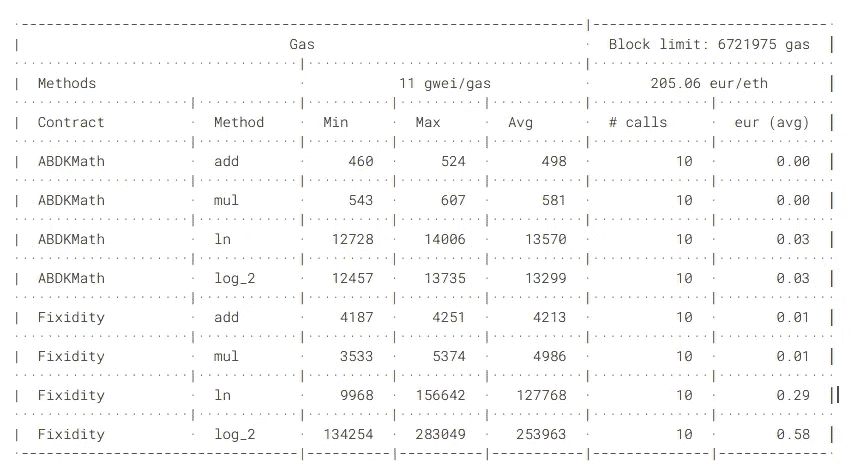 Gas Block limit: 6721975 gas
Methods 11 gwei/gas 205.06 eur/eth
Contract Method Min Max Avg # calls eur (avg)
ABDKMath add 460 524 498 10 0.00
ABDKMath mul 543 607 581 10 0.00
ABDKMath ln 12728 14006 13570 10 0.03
ABDKMath log_2 12457 13735 13299 10 0.03
Fixidity add 4187 4251 4213 10 0.01
Fixidity mul 3533 5374 4986 10 0.01
Fixidity ln 9968 156642 127768 10 0.29
Fixidity log_2 134254 283049 253963 10 0.58